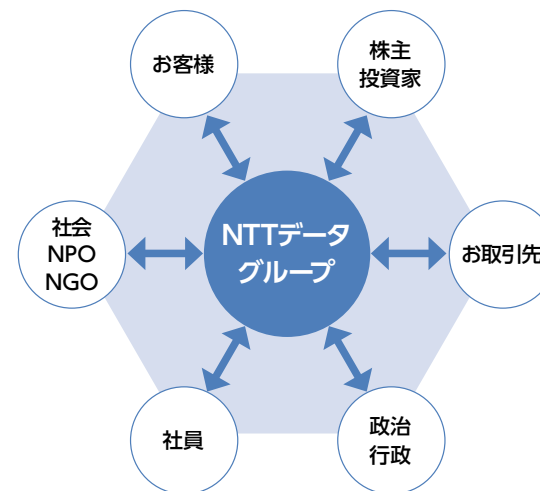 お客様
株主
投資家
社会
NPO
NGO
NTTデータ
グループ
お取引先
社員
政治
行政